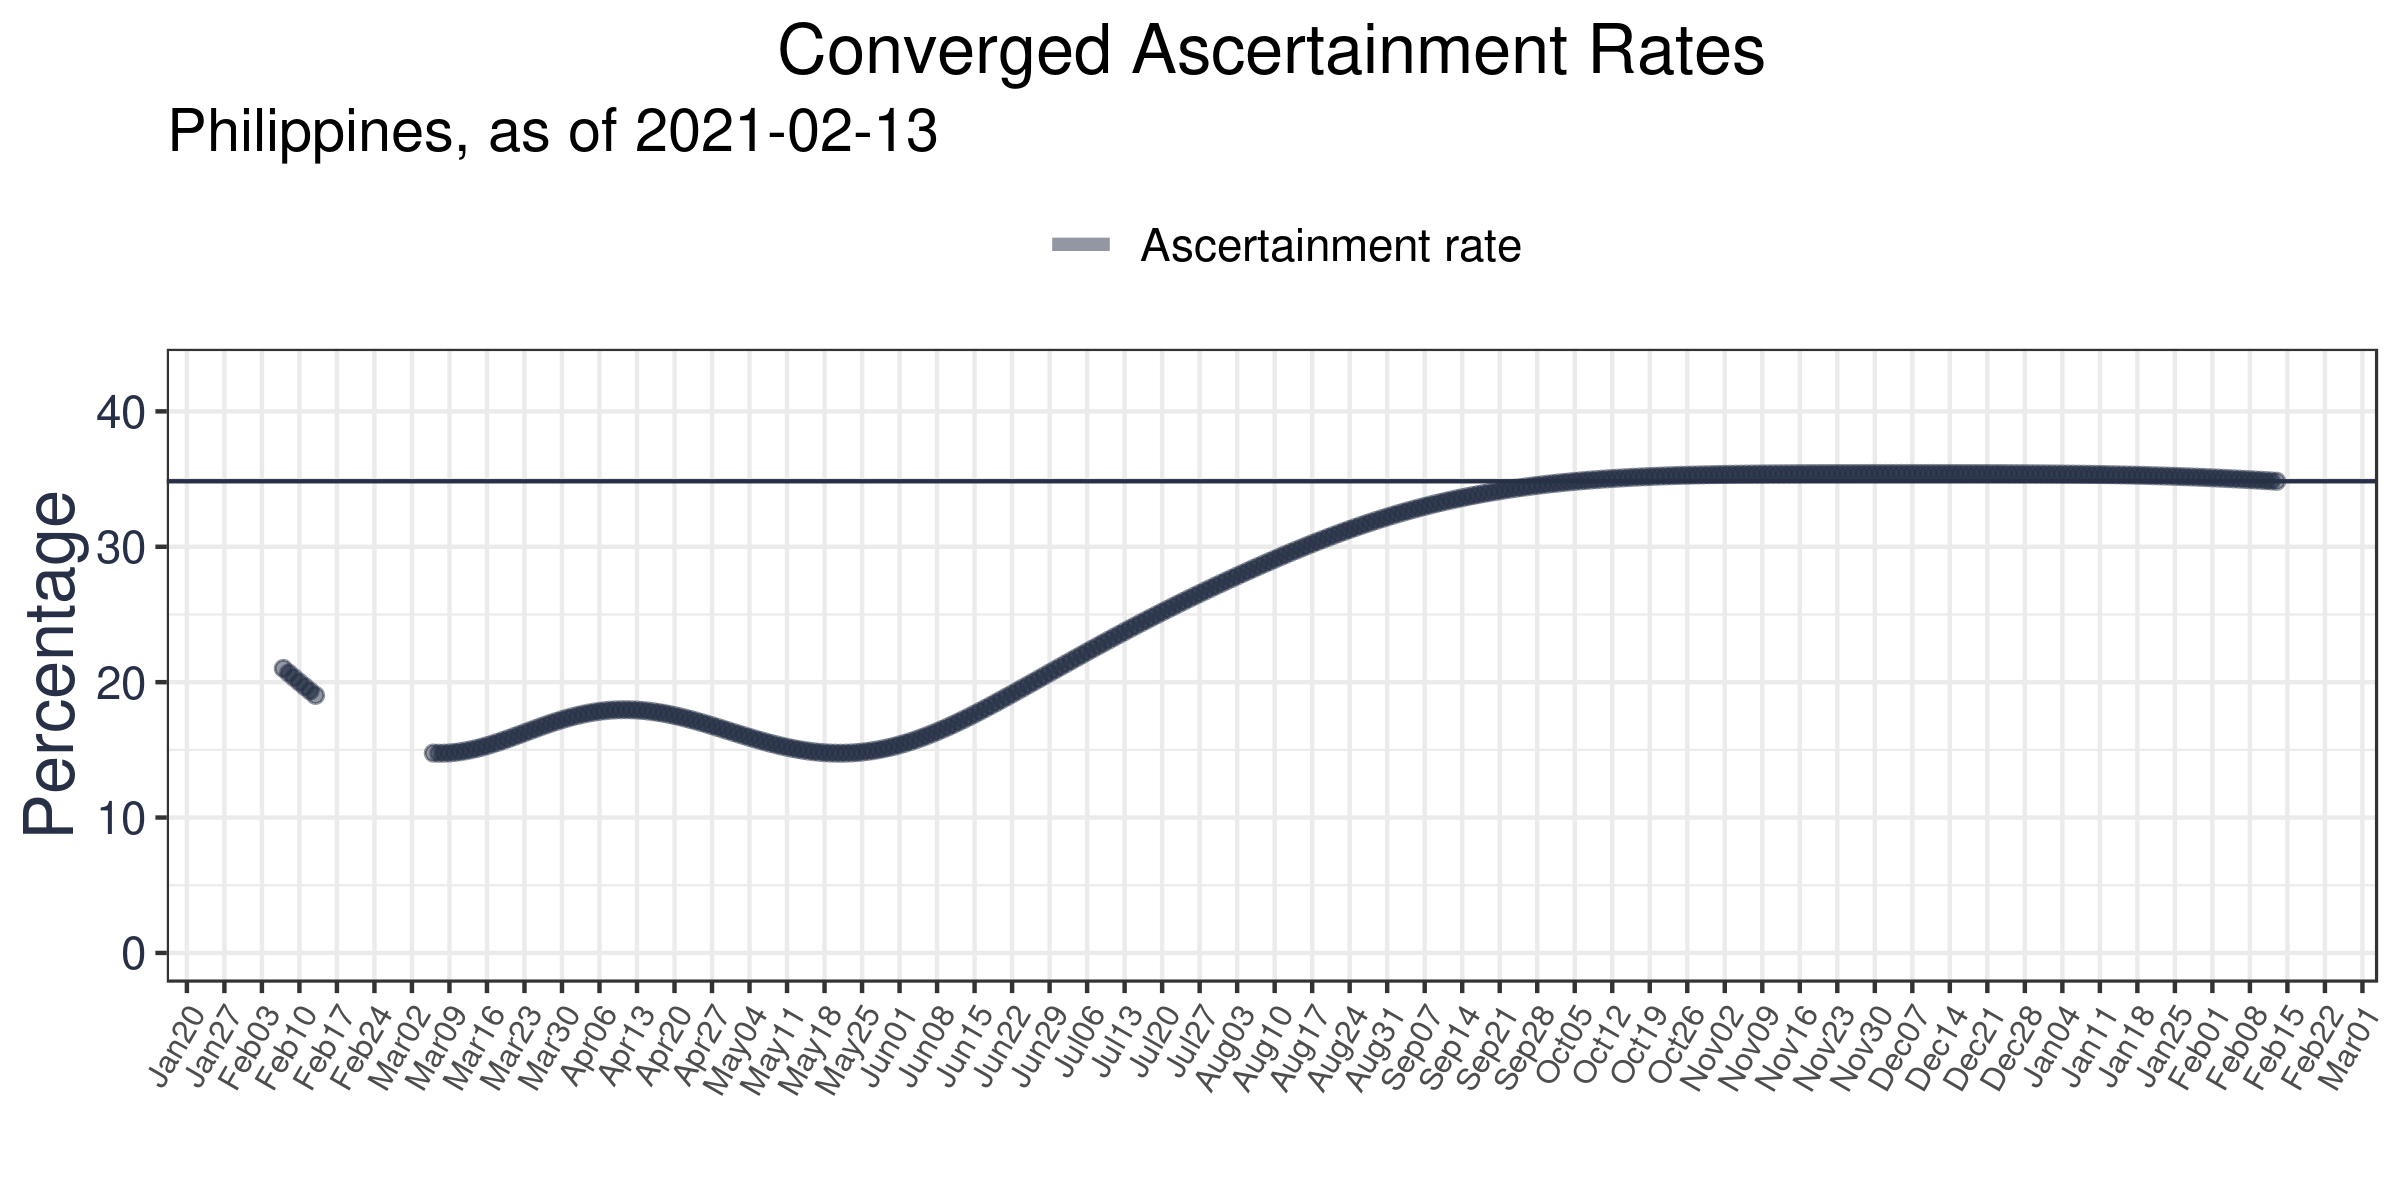 Converged Ascertainment Rates
Philippines, as of 2021-02-13
Ascertainment rate
Percentage
40
30
20
10
0
Jan20 Jan27 Feb03 Feb10 Feb17 Feb24 Mar02 Mar09 Mar16 Mar23 Mar30 Apr06 Apr13 Apr20 Apr27 May04 May11 May18 May25 Jun01 Jun08 Jun15 Jun22 Jun29 Jul06 Jul13 Jul20 Jul27 Aug03 Aug10 Aug17 Aug24 Aug31 Sep07 Sep14 Sep21 Sep28 Oct05 Oct12 Oct19 Oct26 Nov02 Nov09 Nov16 Nov23 Nov30 Dec07 Dec14 Dec21 Dec28 Jan04 Jan11 Jan18 Jan25 Feb01 Feb08 Feb15 Feb22 Mar01